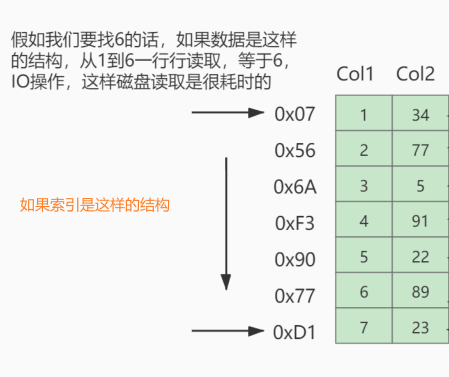 假如我们要找6的话，如果数据是这样
的结构，从1到6一行行读取，等于6，
IO操作，这样磁盘读取是很耗时的
Col1 Col2
0x07 1 34
0x56 2 77
0x6A 3 5
如果索引是这样的结构
0xF3 4 91
0x90 5 22
0x77 6 89
0xD1 7 23